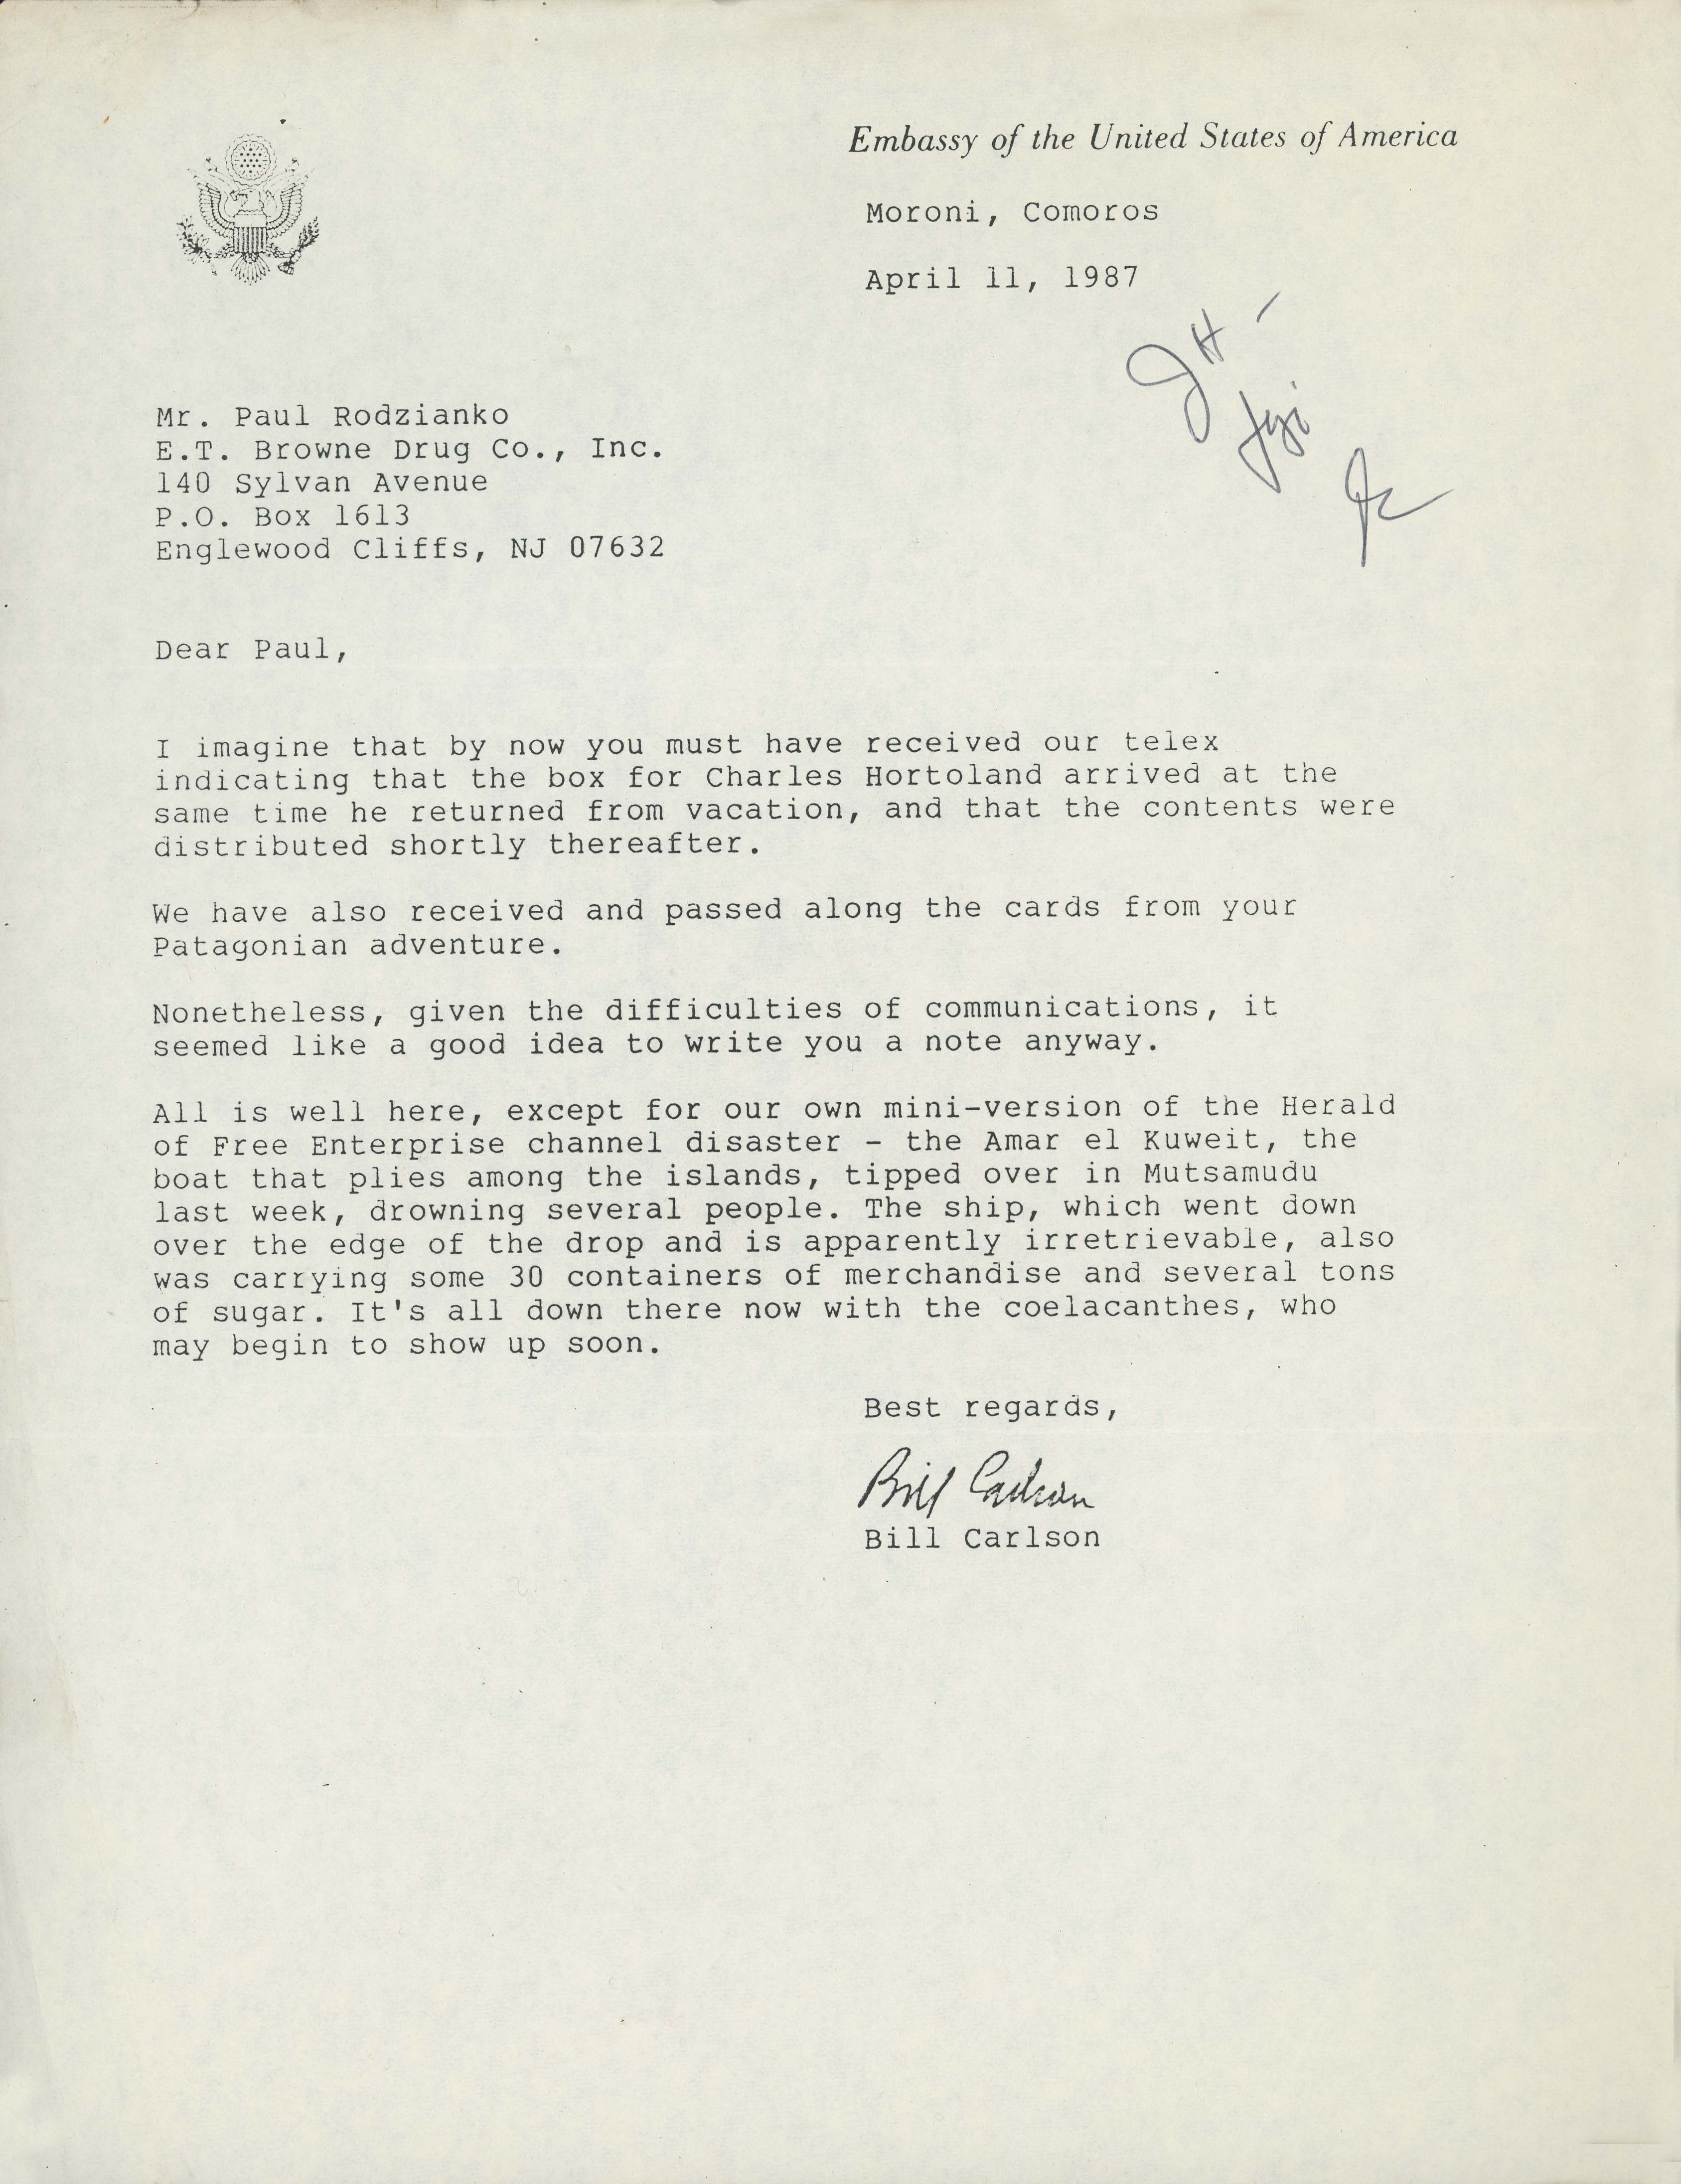 Embassy of the United States of America
Moroni, Comoros
April 11, 1987
JH -
fyi
Mr. Paul Rodzianko
E.T. Browne Drug Co., Inc.
140 Sylvan Avenue
P.O. Box 1613
Englewood Cliffs, NJ 07632
Dear Paul,
I imagine that by now you must have received our telex
indicating that the box for Charles Hortoland arrived at the
same time he returned from vacation, and that the contents were
distributed shortly thereafter.
We have also received and passed along the cards from your
Patagonian adventure.
Nonetheless, given the difficulties of communications, it
seemed like a good idea to write you a note anyway.
All is well here, except for our own mini-version of the Herald
of Free Enterprise channel disaster - the Amar el Kuweit, the
boat that plies among the islands, tipped over in Mutsamudu
last week, drowning several people. The ship, which went down
over the edge of the drop and is apparently irretrievable, also
was carrying some 30 containers of merchandise and several tons
of sugar. It's all down there now with the coelacanthes, who
may begin to show up soon.
Best regards,
Bill Carlson
Bill Carlson